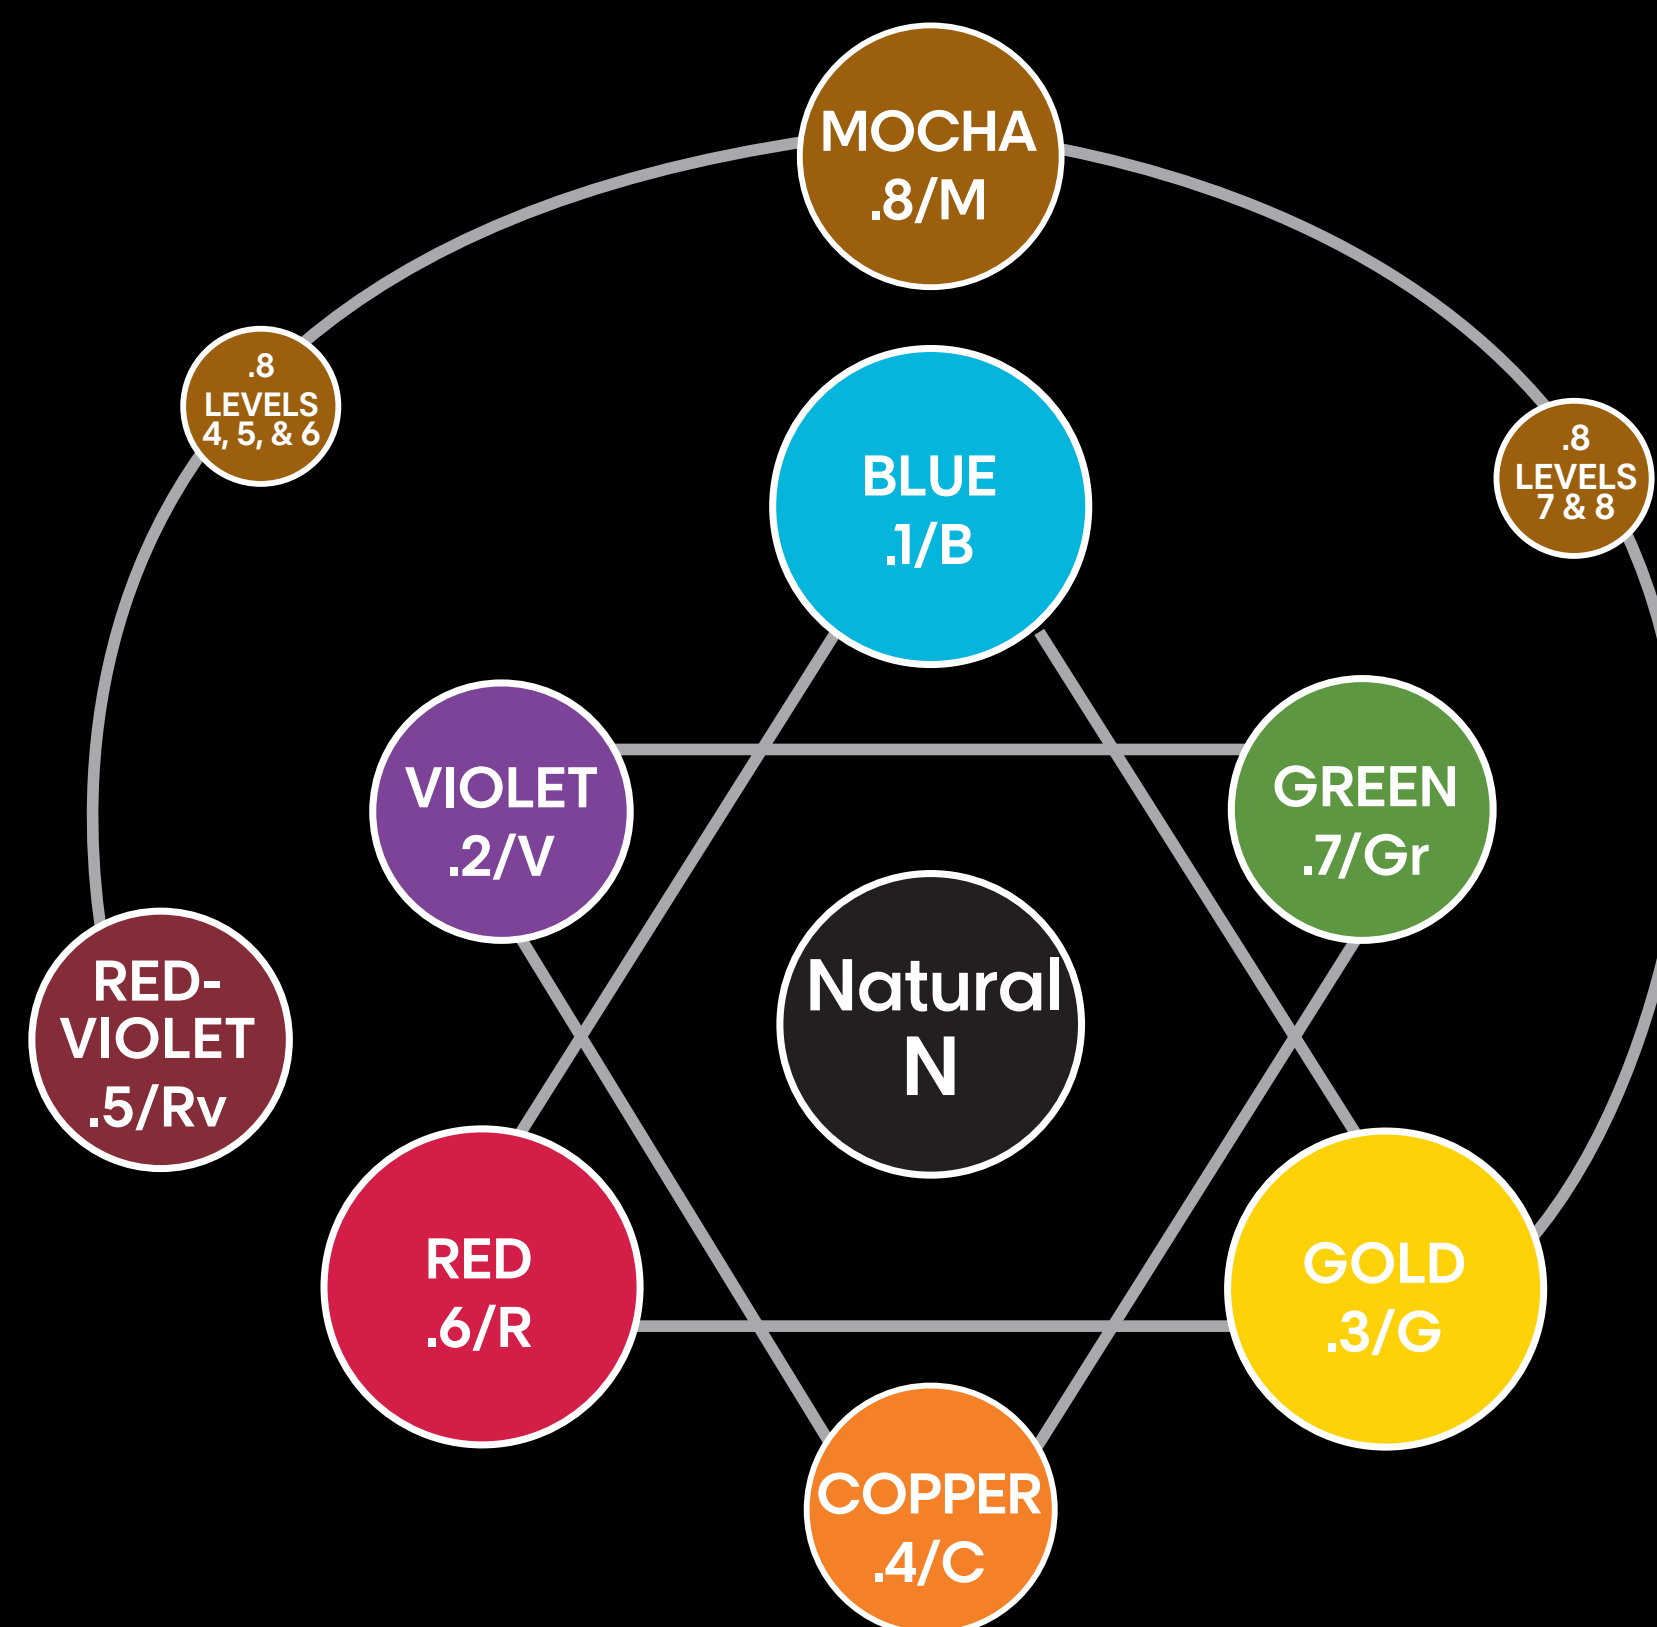 MOCHA
.8/M
.8
LEVELS
4, 5, & 6
.8
LEVELS
7 & 8
BLUE
.1/B
VIOLET
.2/V
GREEN
.7/Gr
RED-
VIOLET
.5/Rv
Natural
N
RED
.6/R
GOLD
.3/G
COPPER
.4/C